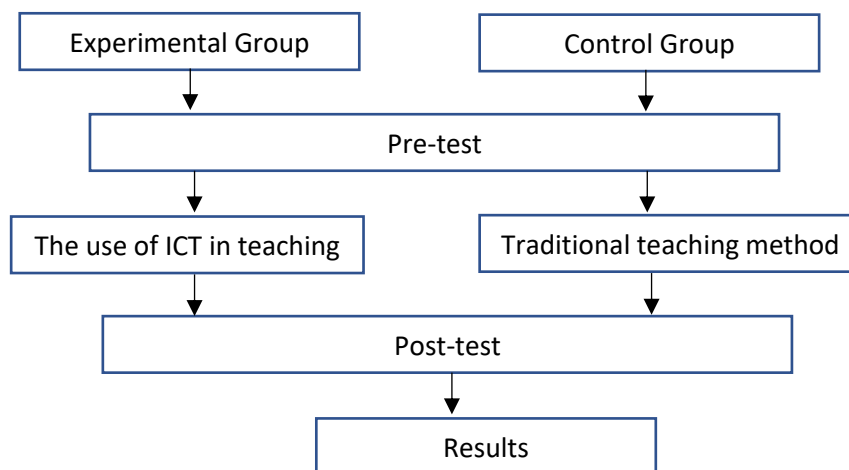 Experimental Group
Control Group
Pre-test
The use of ICT in teaching
Traditional teaching method
Post-test
Results